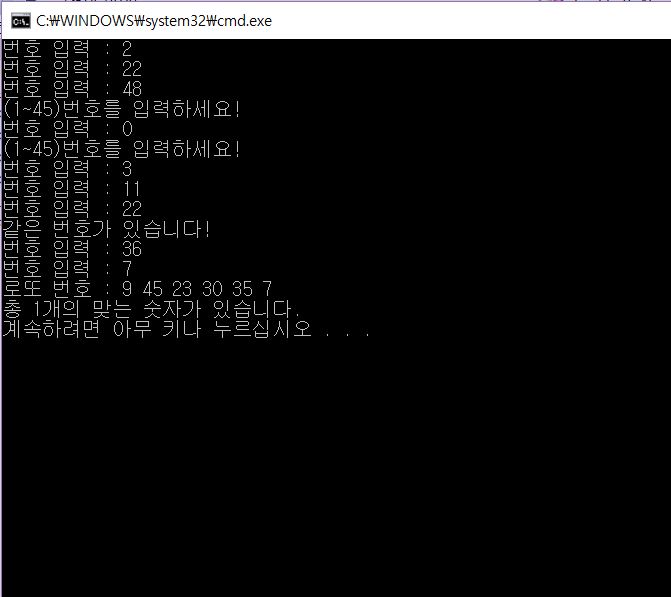 C:₩WINDOWS₩system32₩cmd.exe
번호 입력 : 2
번호 입력 : 22
번호 입력 : 48
(1~45)번호를 입력하세요!
번호 입력 : 0
(1~45)번호를 입력하세요!
번호 입력 : 3
번호 입력 : 11
번호 입력 : 22
같은 번호가 있습니다!
번호 입력 : 36
번호 입력 : 7
로또 번호 : 9 45 23 30 35 7
총 1개의 맞는 숫자가 있습니다.
계속하려면 아무 키나 누르십시오 . . .